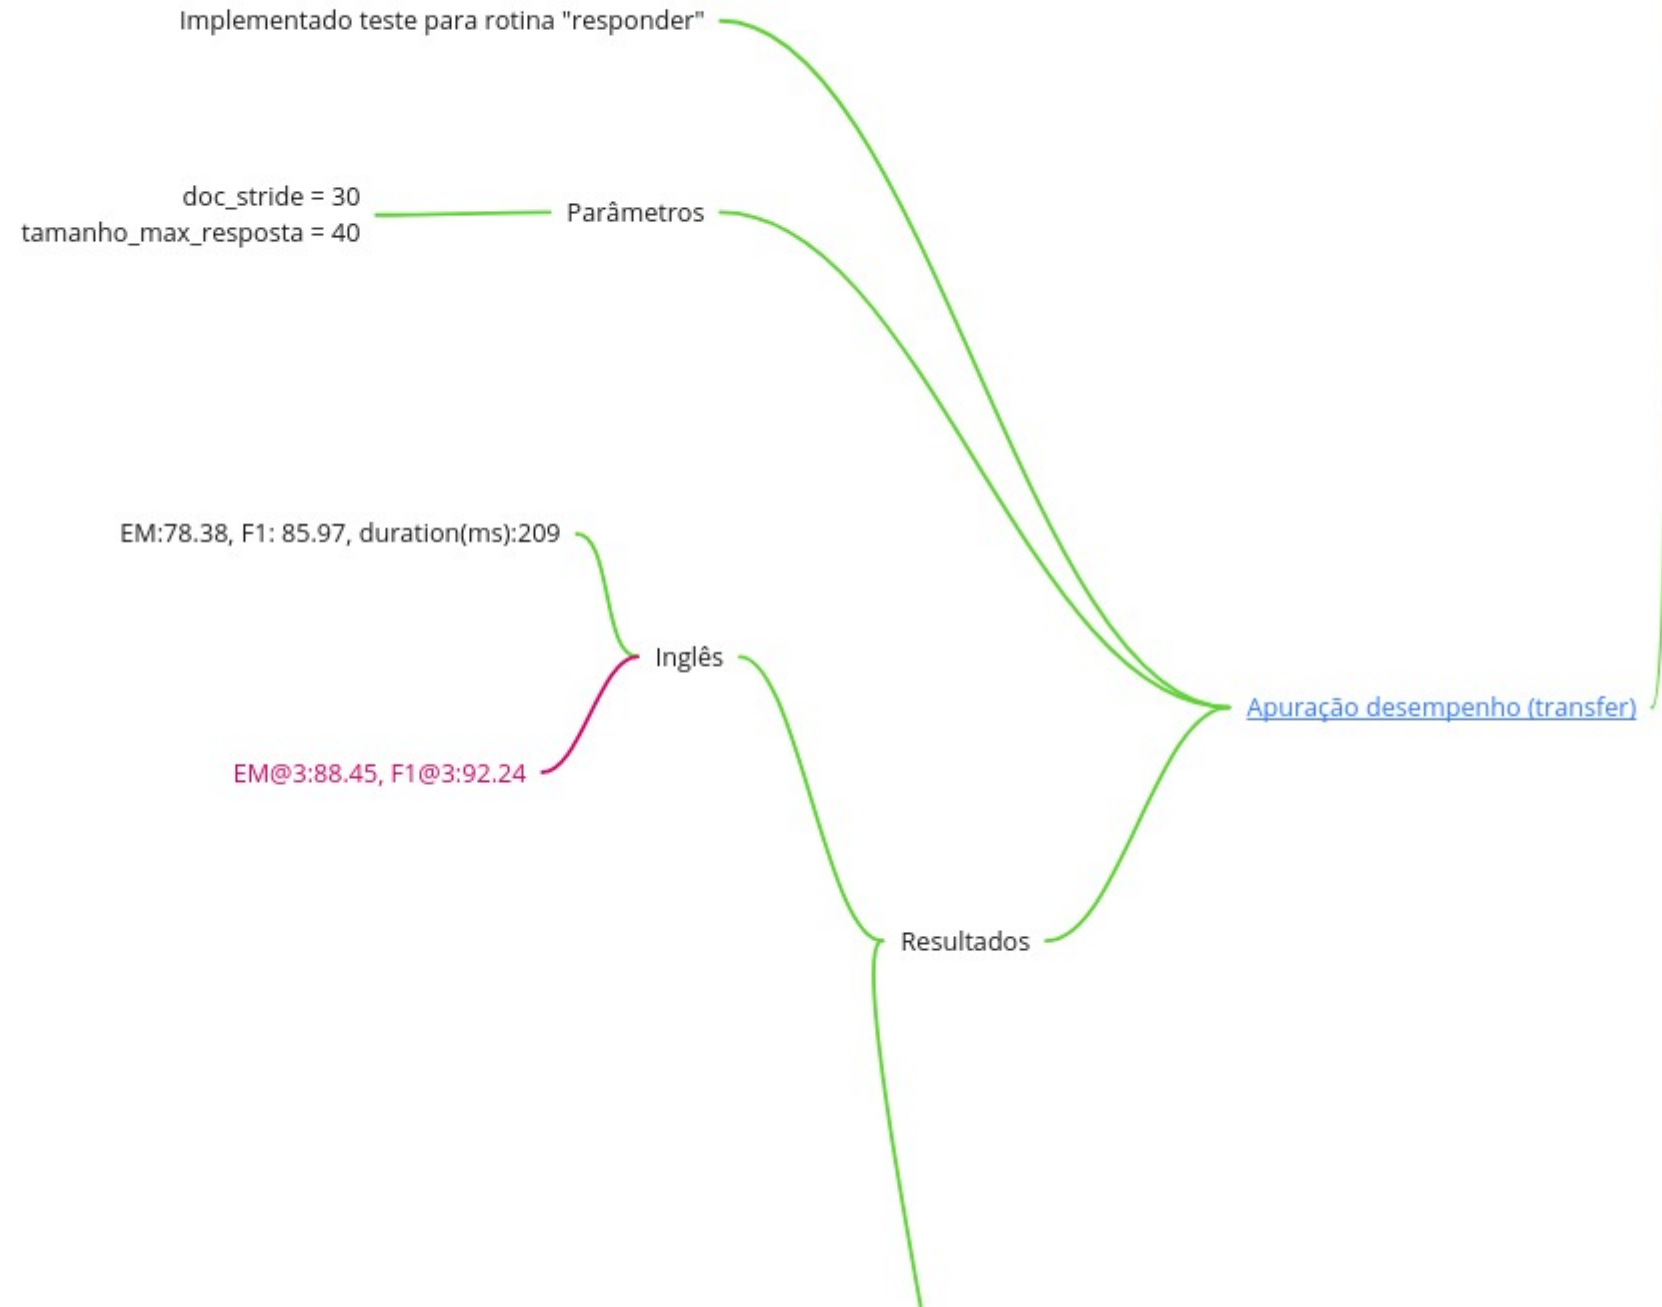 Implementado teste para rotina "responder"
doc_stride = 30
tamanho_max_resposta = 40
Parâmetros
EM:78.38, F1: 85.97, duration(ms):209
Inglês
EM@3:88.45, F1@3:92.24
Apuração desempenho (transfer)
Resultados